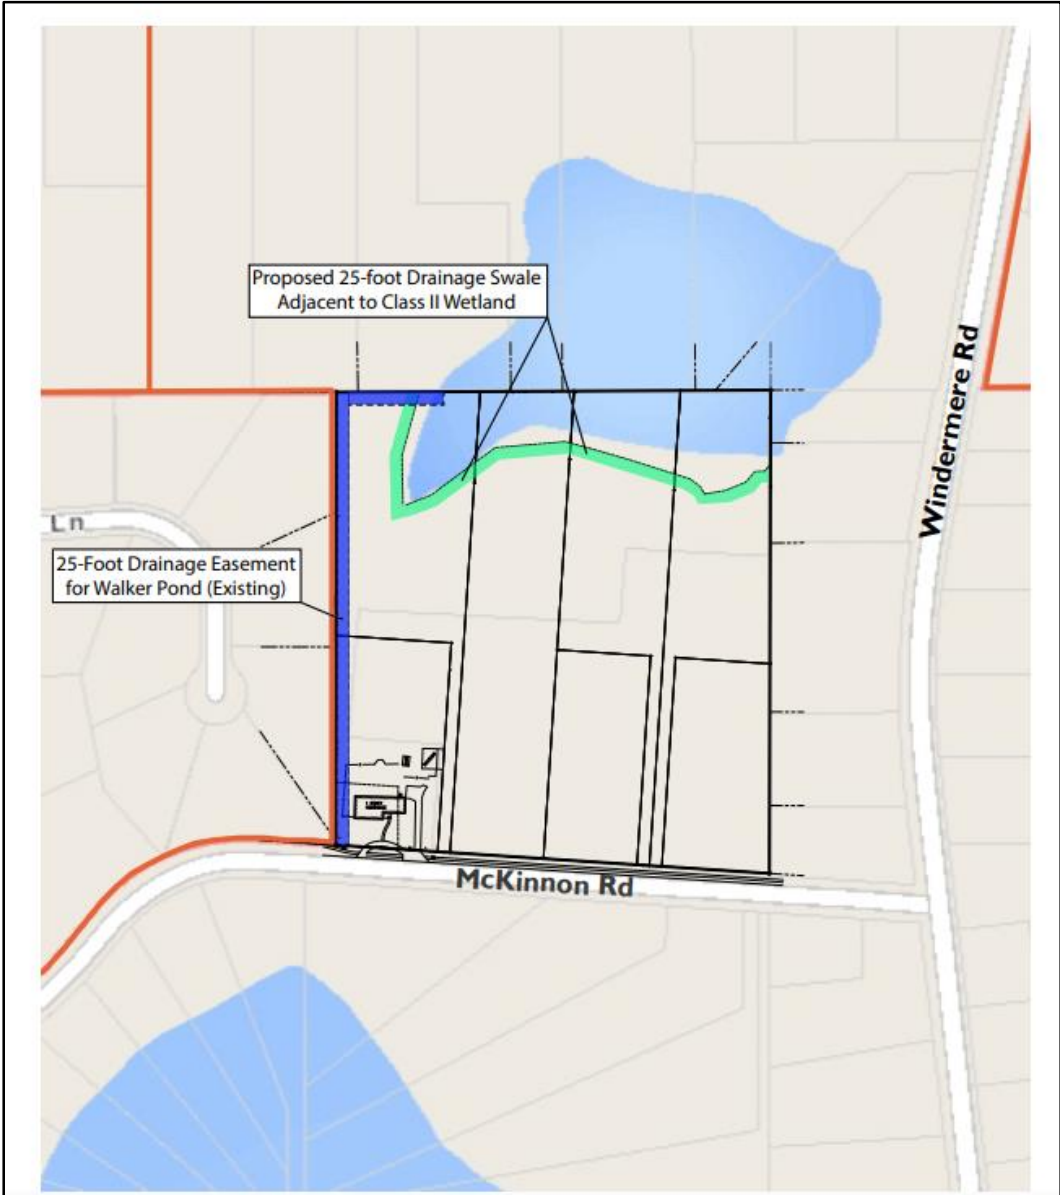 Proposed 25-foot Drainage Swale
Adjacent to Class II Wetland
Windermere Rd
Ln
25-Foot Drainage Easement
for Walker Pond (Existing)
McKinnon Rd